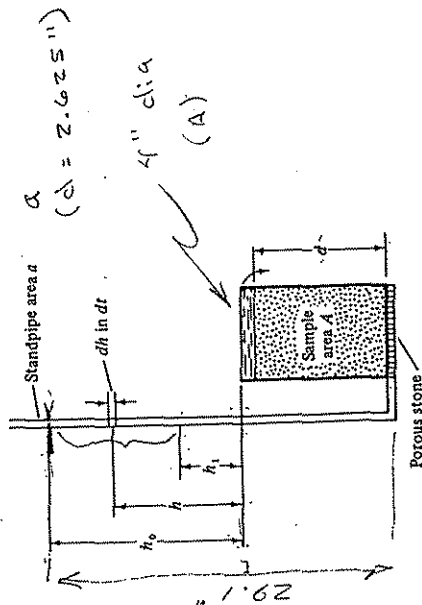 a
(d = 2.625")
4" dia
(A)
Standpipe area a
dh in dt
h₀
h
h₁
Sample
area A
d
Porous stone
29.1"